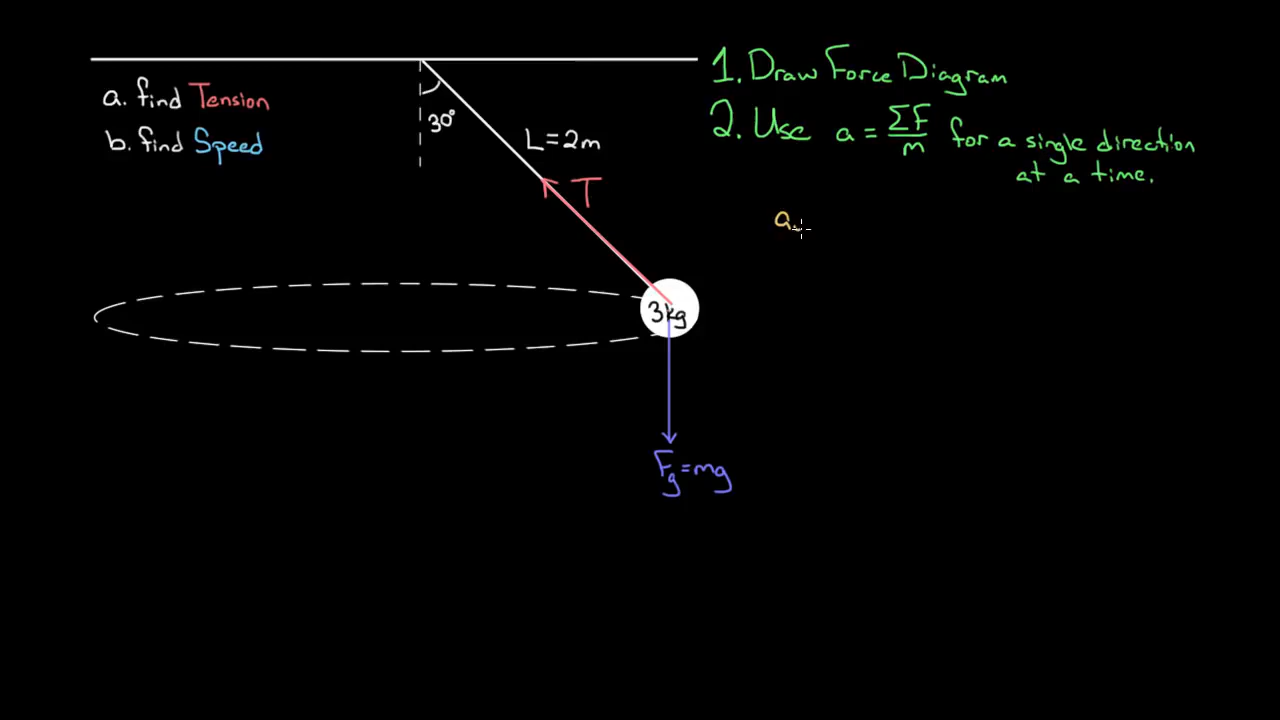 a. find Tension
b. find Speed
30°
L=2m
T
3kg
Fg=mg
1. Draw Force Diagram
2. Use a = ΣF/m for a single direction
at a time.
a.